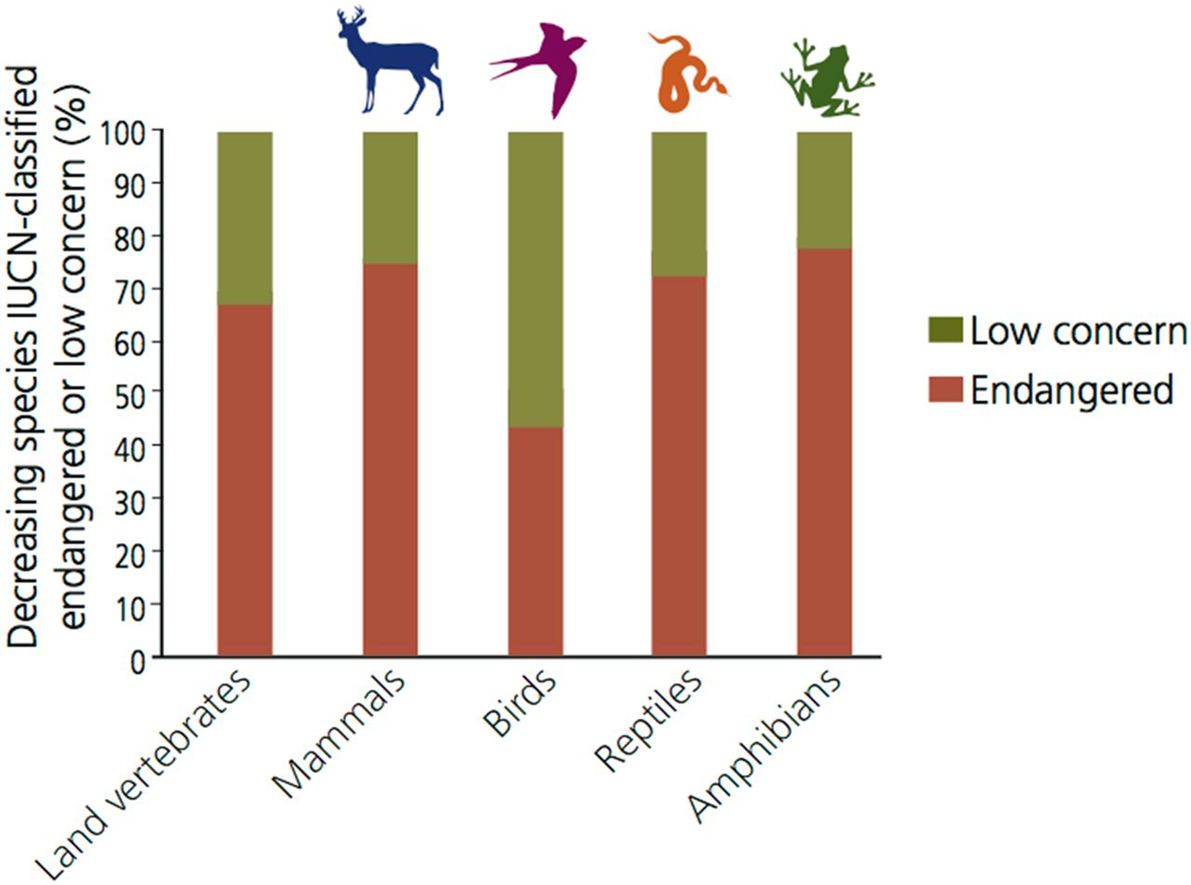 Decreasing species IUCN-classified
endangered or low concern (%)
100
90
80
70
60
50
40
30
20
10
0
Land vertebrates
Mammals
Birds
Reptiles
Amphibians
Low concern
Endangered